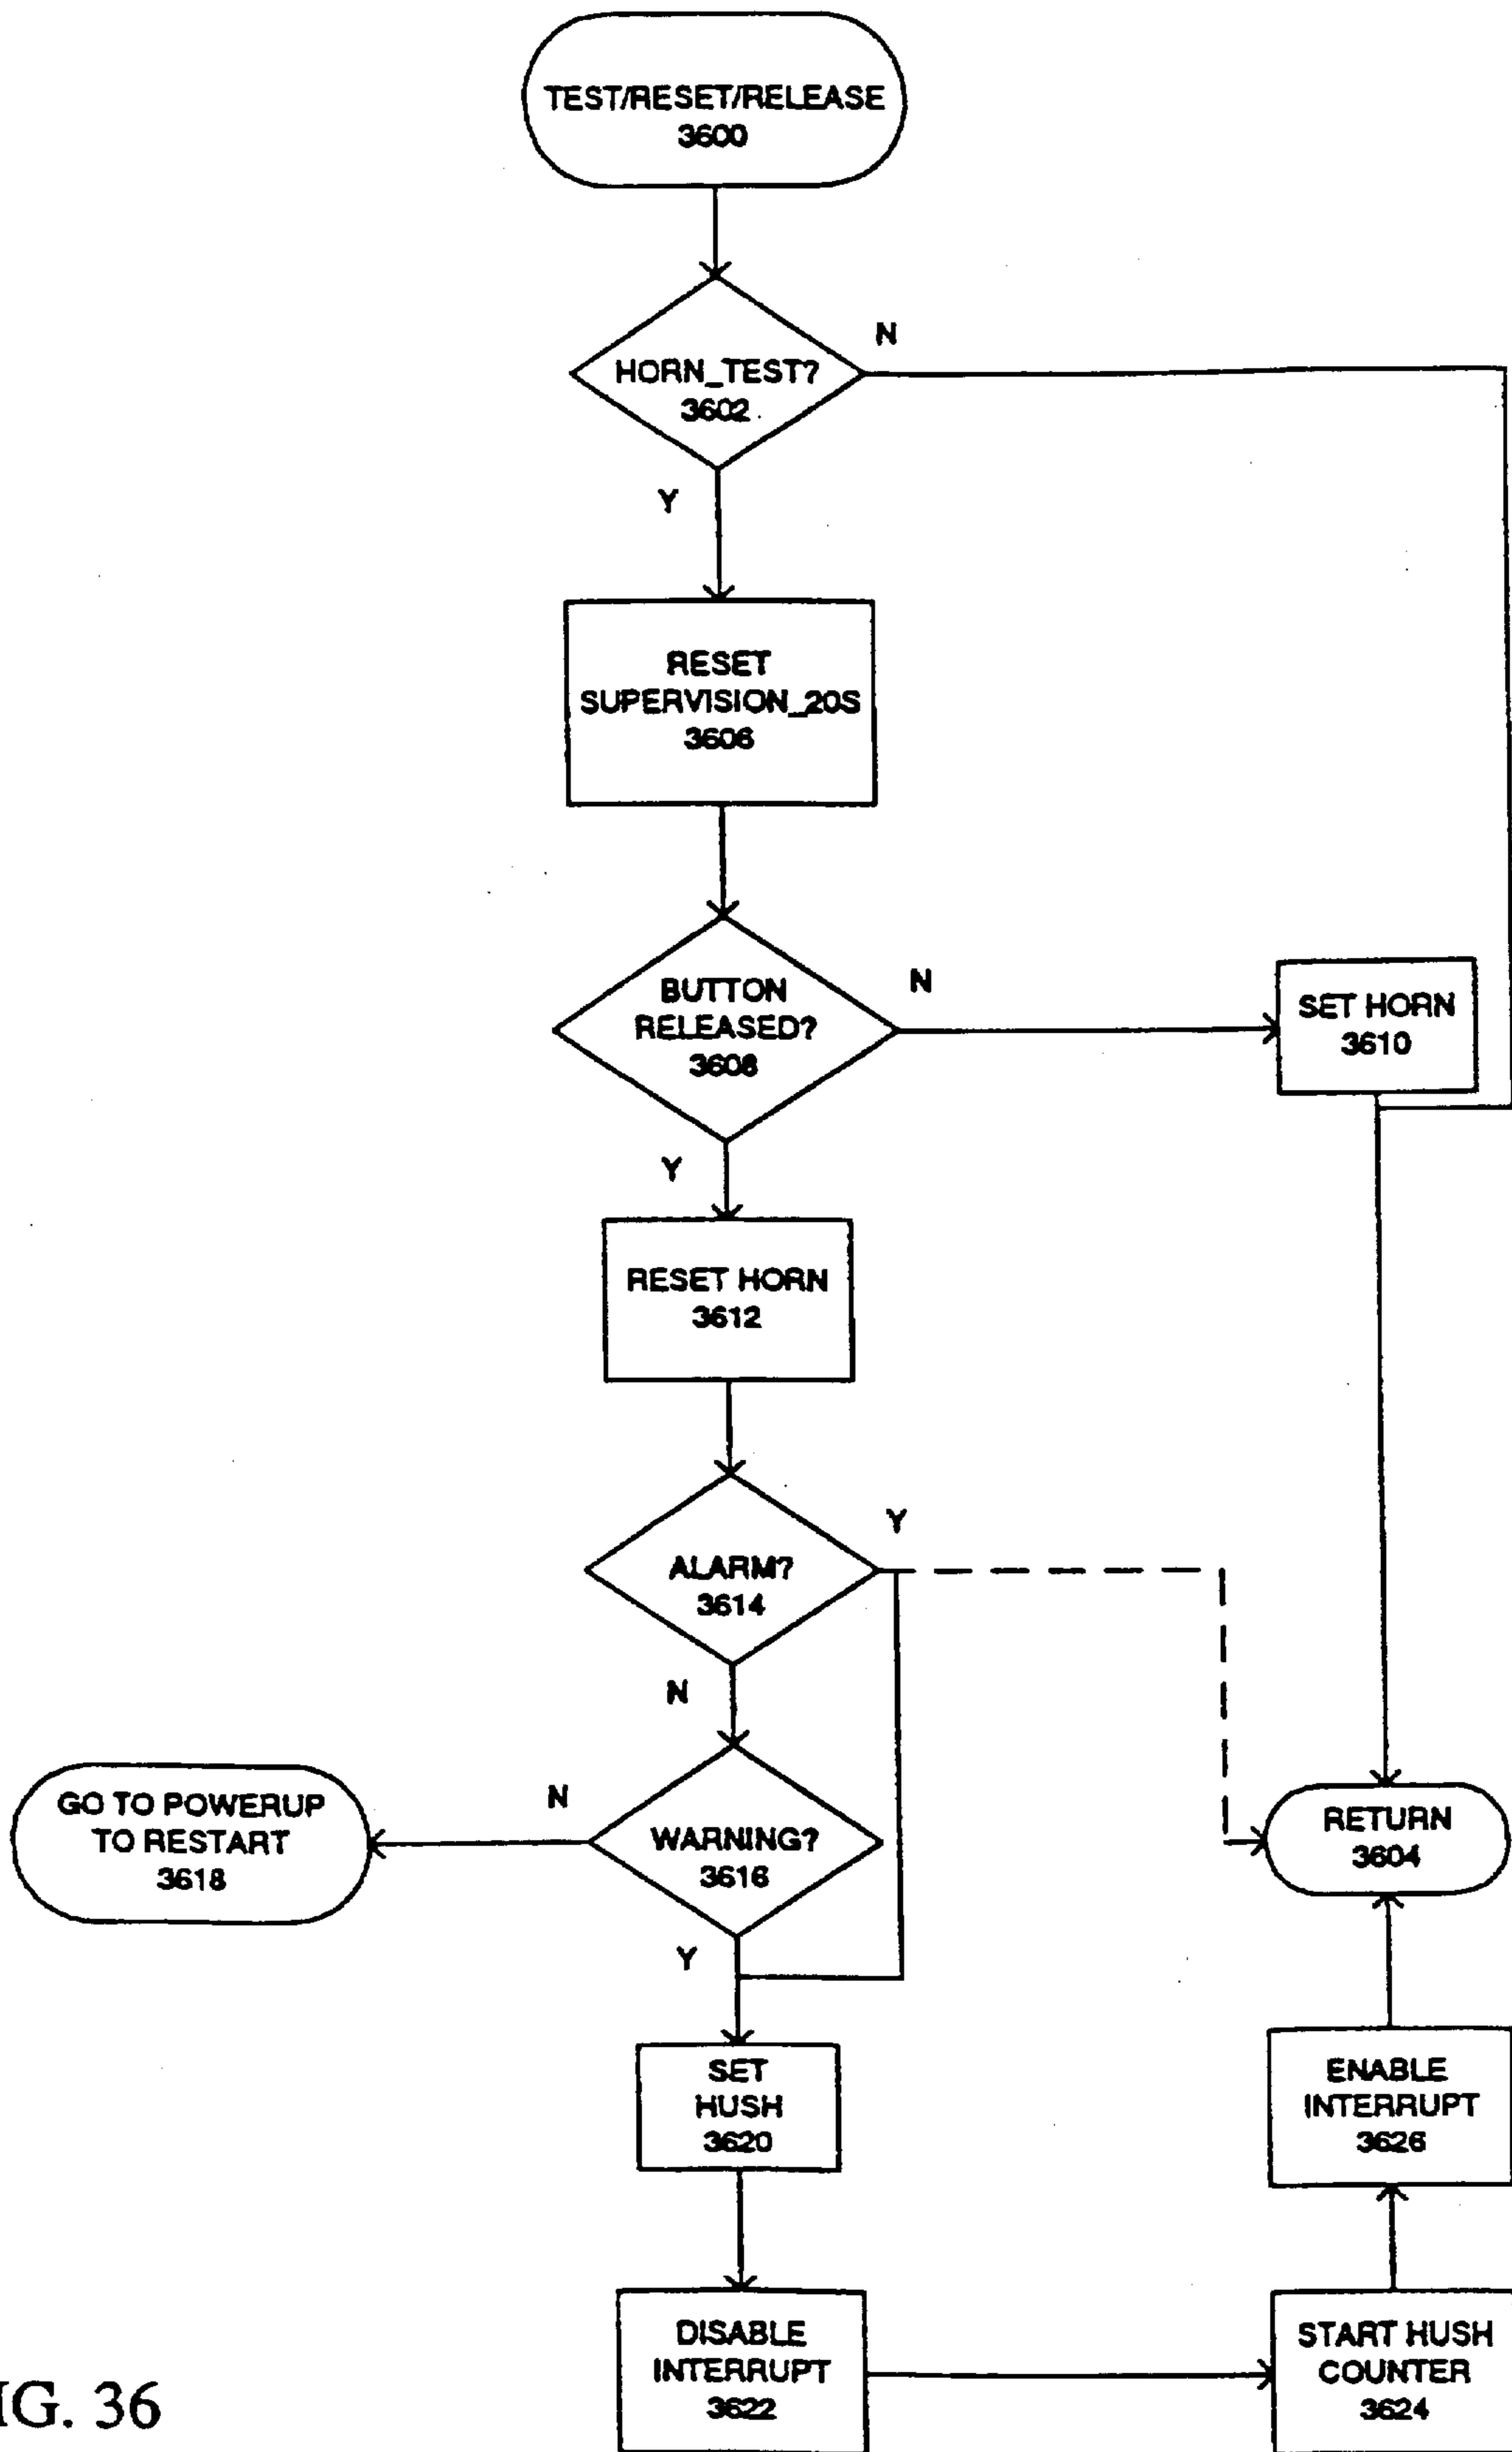 TEST/RESET/RELEASE
3600
HORN_TEST?
3602
N
Y
RESET
SUPERVISION_20S
3606
BUTTON
RELEASED?
3608
N
SET HORN
3610
Y
RESET HORN
3612
ALARM?
3614
Y
N
GO TO POWERUP
TO RESTART
3618
N
WARNING?
3616
RETURN
3604
Y
SET
HUSH
3620
ENABLE
INTERRUPT
3626
DISABLE
INTERRUPT
3622
START HUSH
COUNTER
3624
IG. 36